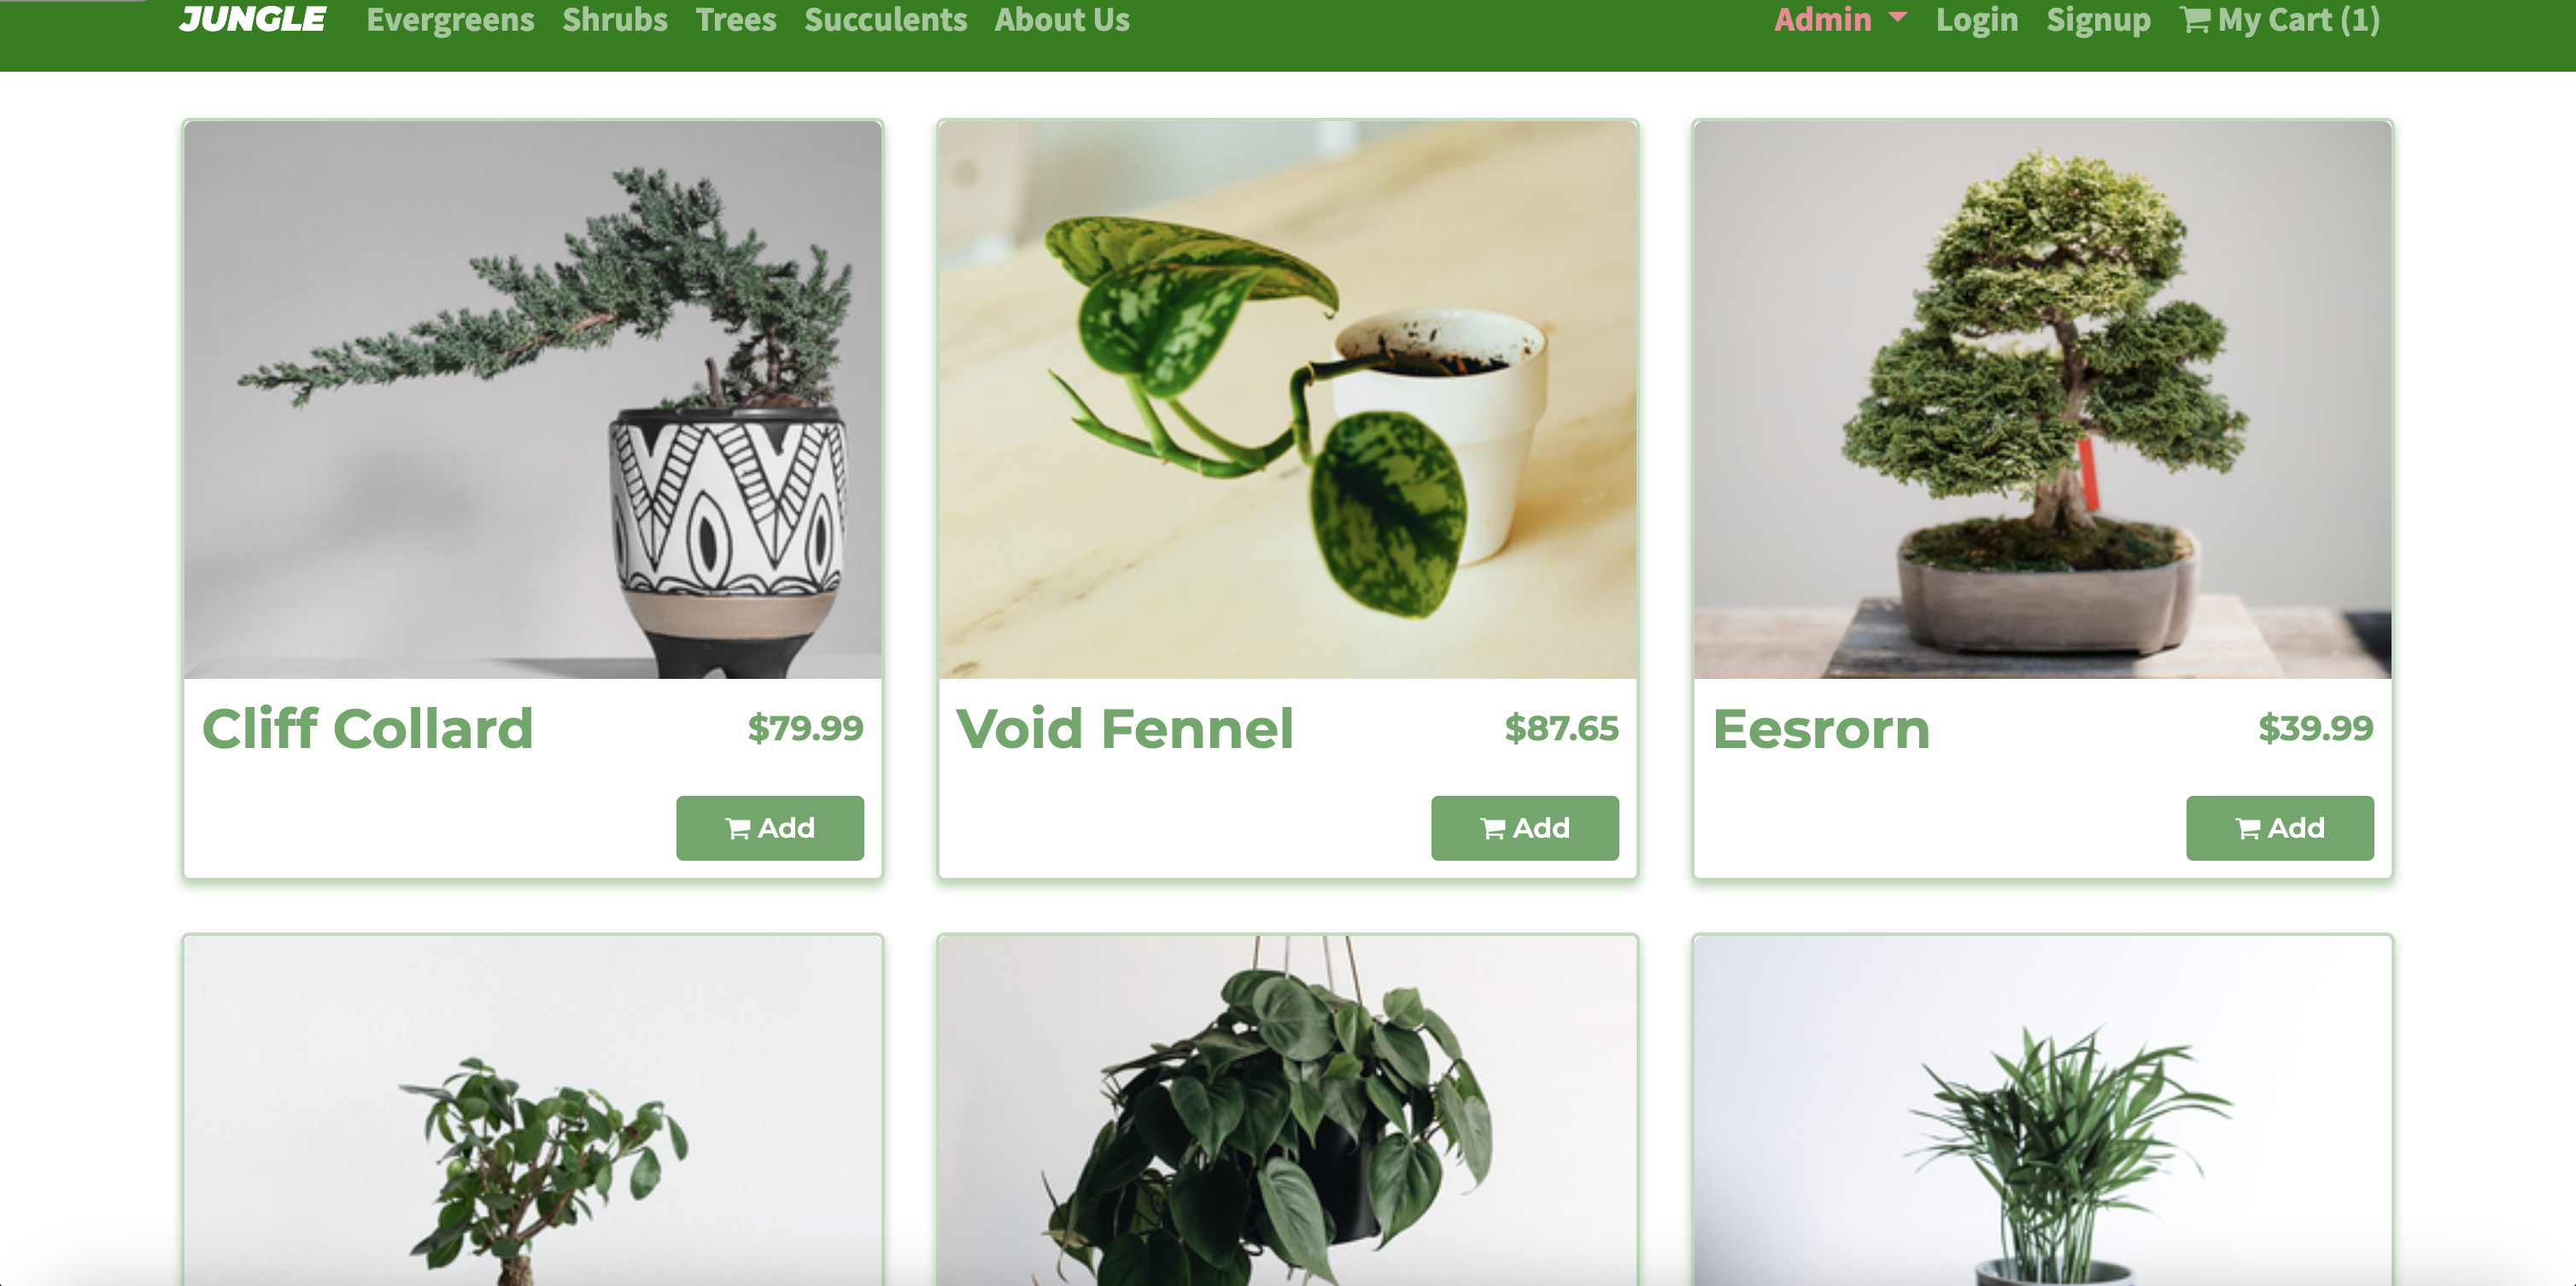 JUNGLE Evergreens Shrubs Trees Succulents About Us Admin Login Signup My Cart (1)
Cliff Collard $79.99
Add
Void Fennel $87.65
Add
Eesrorn $39.99
Add